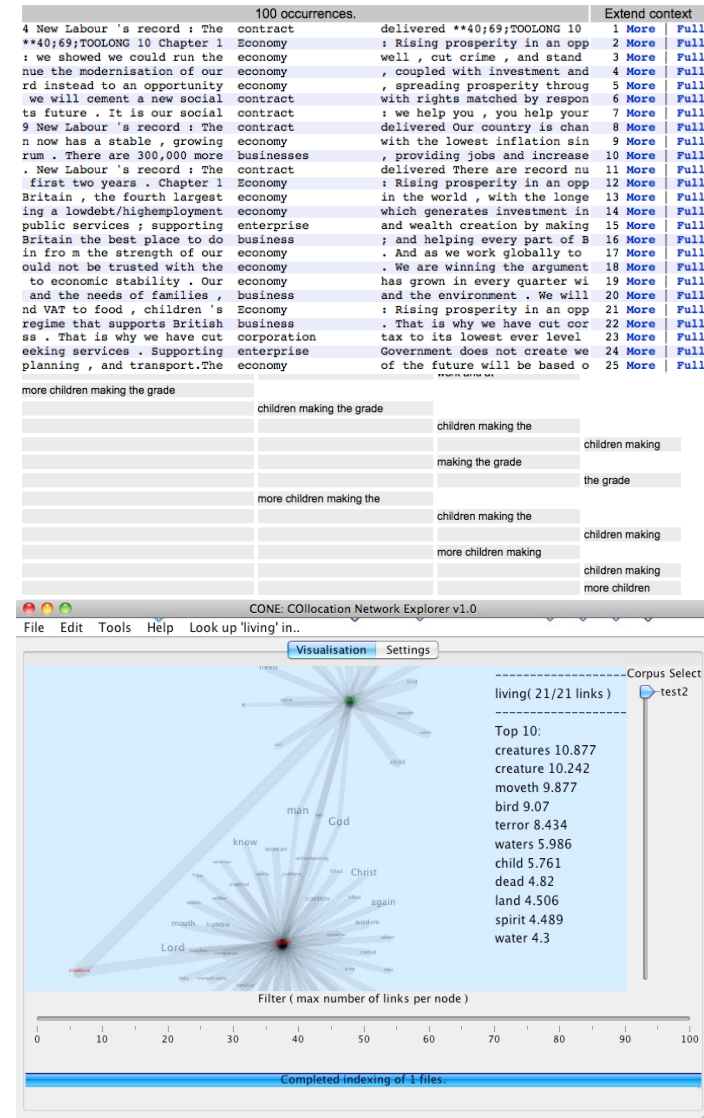 100 occurrences. Extend context
4 New Labour 's record : The contract delivered **40;69;TOOLONG 10 1 More | Full
**40;69;TOOLONG 10 Chapter 1 Economy : Rising prosperity in an opp 2 More | Full
: we showed we could run the economy well , cut crime , and stand 3 More | Full
nue the modernisation of our economy , coupled with investment and 4 More | Full
rd instead to an opportunity economy , spreading prosperity throug 5 More | Full
we will cement a new social contract with rights matched by respon 6 More | Full
ts future . It is our social contract : we help you , you help your 7 More | Full
9 New Labour 's record : The contract delivered Our country is chan 8 More | Full
n now has a stable , growing economy with the lowest inflation sin 9 More | Full
rum . There are 300,000 more businesses , providing jobs and increase 10 More | Full
. New Labour 's record : The contract delivered There are record nu 11 More | Full
first two years . Chapter 1 Economy : Rising prosperity in an opp 12 More | Full
Britain , the fourth largest economy in the world , with the longe 13 More | Full
ing a lowdebt/highemployment economy which generates investment in 14 More | Full
public services ; supporting enterprise and wealth creation by making 15 More | Full
Britain the best place to do business ; and helping every part of B 16 More | Full
in fro m the strength of our economy . And as we work globally to 17 More | Full
ould not be trusted with the economy . We are winning the argument 18 More | Full
to economic stability . Our economy has grown in every quarter wi 19 More | Full
and the needs of families , business and the environment . We will 20 More | Full
nd VAT to food , children 's Economy : Rising prosperity in an opp 21 More | Full
regime that supports British business . That is why we have cut cor 22 More | Full
ss . That is why we have cut corporation tax to its lowest ever level 23 More | Full
eeking services . Supporting enterprise Government does not create we 24 More | Full
planning , and transport.The economy of the future will be based o 25 More | Full
more children making the grade
children making the grade
children making the
children making
making the grade
the grade
more children making the
children making the
children making
more children making
children making
more children
CONE: COllocation Network Explorer v1.0
File Edit Tools Help Look up 'living' in..
Visualisation Settings
Corpus Select
test2
living( 21/21 links )
Top 10:
creatures 10.877
creature 10.242
moveth 9.877
bird 9.07
terror 8.434
waters 5.986
child 5.761
dead 4.82
land 4.506
spirit 4.489
water 4.3
child
man
God
know
woman
understanding
Christ
again
mouth humble
wisdom
Lord
Filter ( max number of links per node )
0 10 20 30 40 50 60 70 80 90 100
Completed indexing of 1 files.